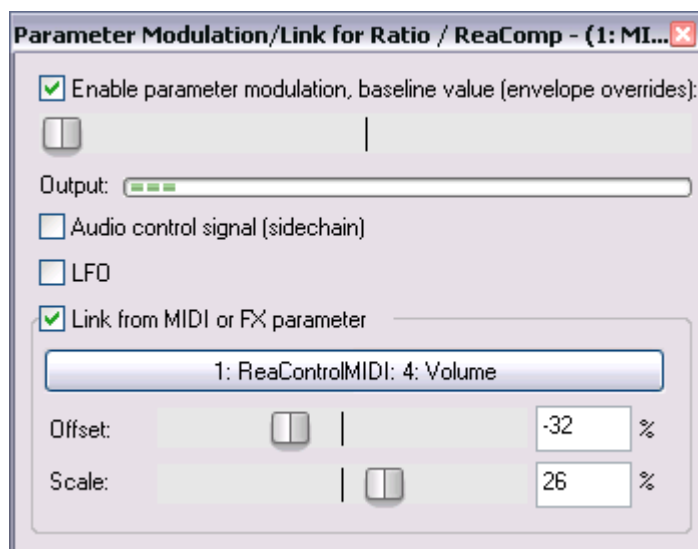 Parameter Modulation/Link for Ratio / ReaComp - (1: MI...
Enable parameter modulation, baseline value (envelope overrides):
Output:
Audio control signal (sidechain)
LFO
Link from MIDI or FX parameter
1: ReaControlMIDI: 4: Volume
Offset: -32 %
Scale: 26 %